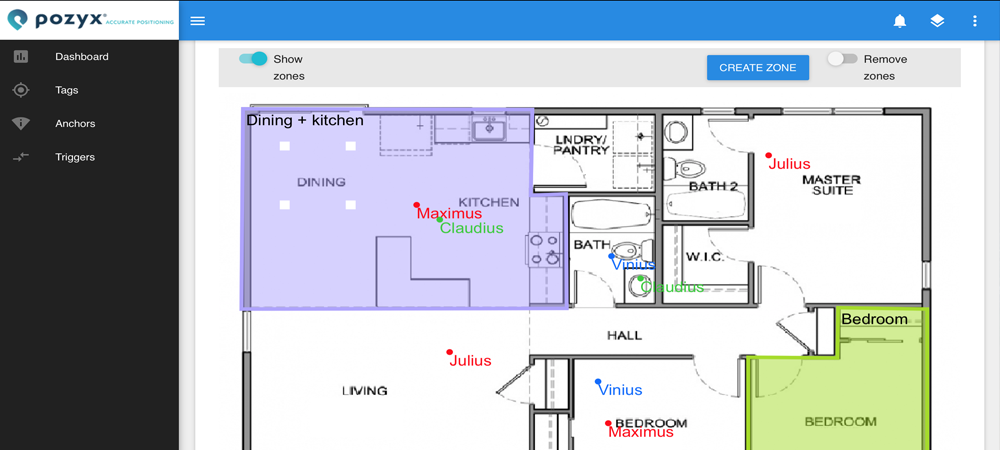 pozyx® ACCURATE POSITIONING
Dashboard
Tags
Anchors
Triggers
Show
zones
CREATE ZONE
Remove
zones
Dining + kitchen
DINING
KITCHEN
Maximus
Claudius
LNDRY/
PANTRY
BATH 2
Julius
MASTER
SUITE
BATH
Vinius
Claudius
W.I.C.
HALL
Bedroom
Julius
LIVING
Vinius
BEDROOM
Maximus
BEDROOM